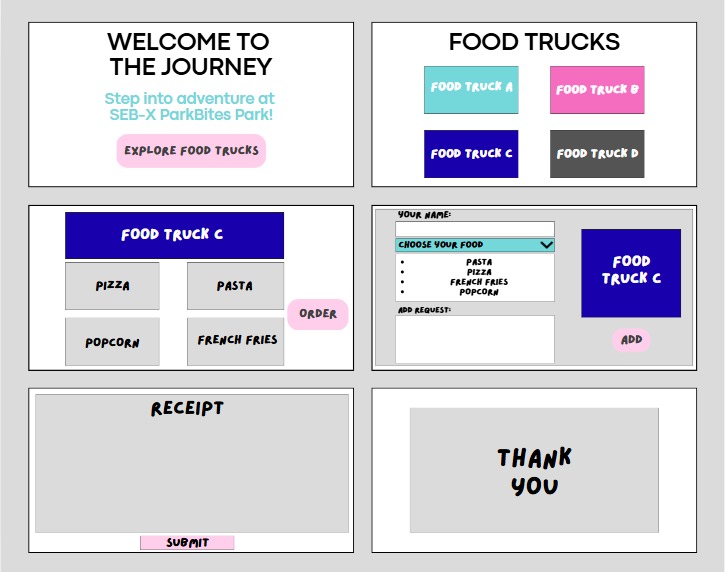 WELCOME TO
THE JOURNEY
Step into adventure at
SEB-X ParkBites Park!
EXPLORE FOOD TRUCKS
FOOD TRUCKS
FOOD TRUCK A
FOOD TRUCK B
FOOD TRUCK C
FOOD TRUCK D
FOOD TRUCK C
PIZZA
PASTA
ORDER
POPCORN
FRENCH FRIES
YOUR NAME:
CHOOSE YOUR FOOD
PASTA
PIZZA
FRENCH FRIES
POPCORN
ADD REQUEST:
FOOD
TRUCK C
ADD
RECEIPT
SUBMIT
THANK
YOU